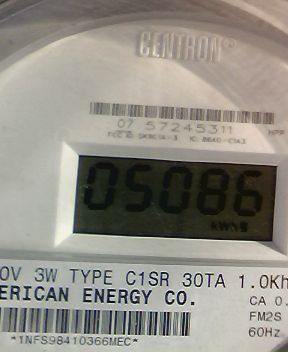 CENTRON®
07 57245311
05086
0V 3W TYPE C1SR 30TA 1.0Kh
ERICAN ENERGY CO.
CA 0.
FM2S
60Hz
*1NFS98410366MEC*